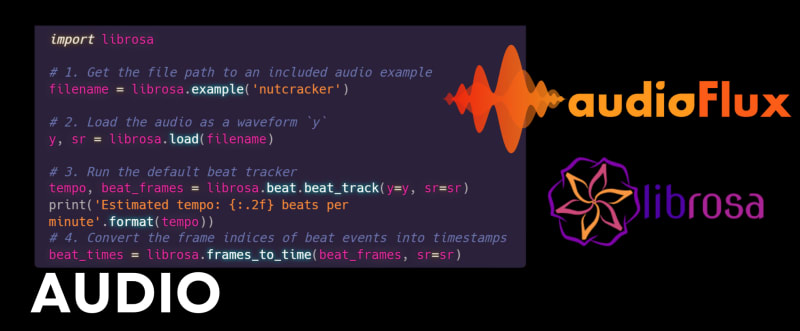 import librosa
# 1. Get the file path to an included audio example
filename = librosa.example('nutcracker')
# 2. Load the audio as a waveform `y`
y, sr = librosa.load(filename)
# 3. Run the default beat tracker
tempo, beat_frames = librosa.beat.beat_track(y=y, sr=sr)
print('Estimated tempo: {:.2f} beats per
minute'.format(tempo))
# 4. Convert the frame indices of beat events into timestamps
beat_times = librosa.frames_to_time(beat_frames, sr=sr)
audioFlux
librosa
AUDIO